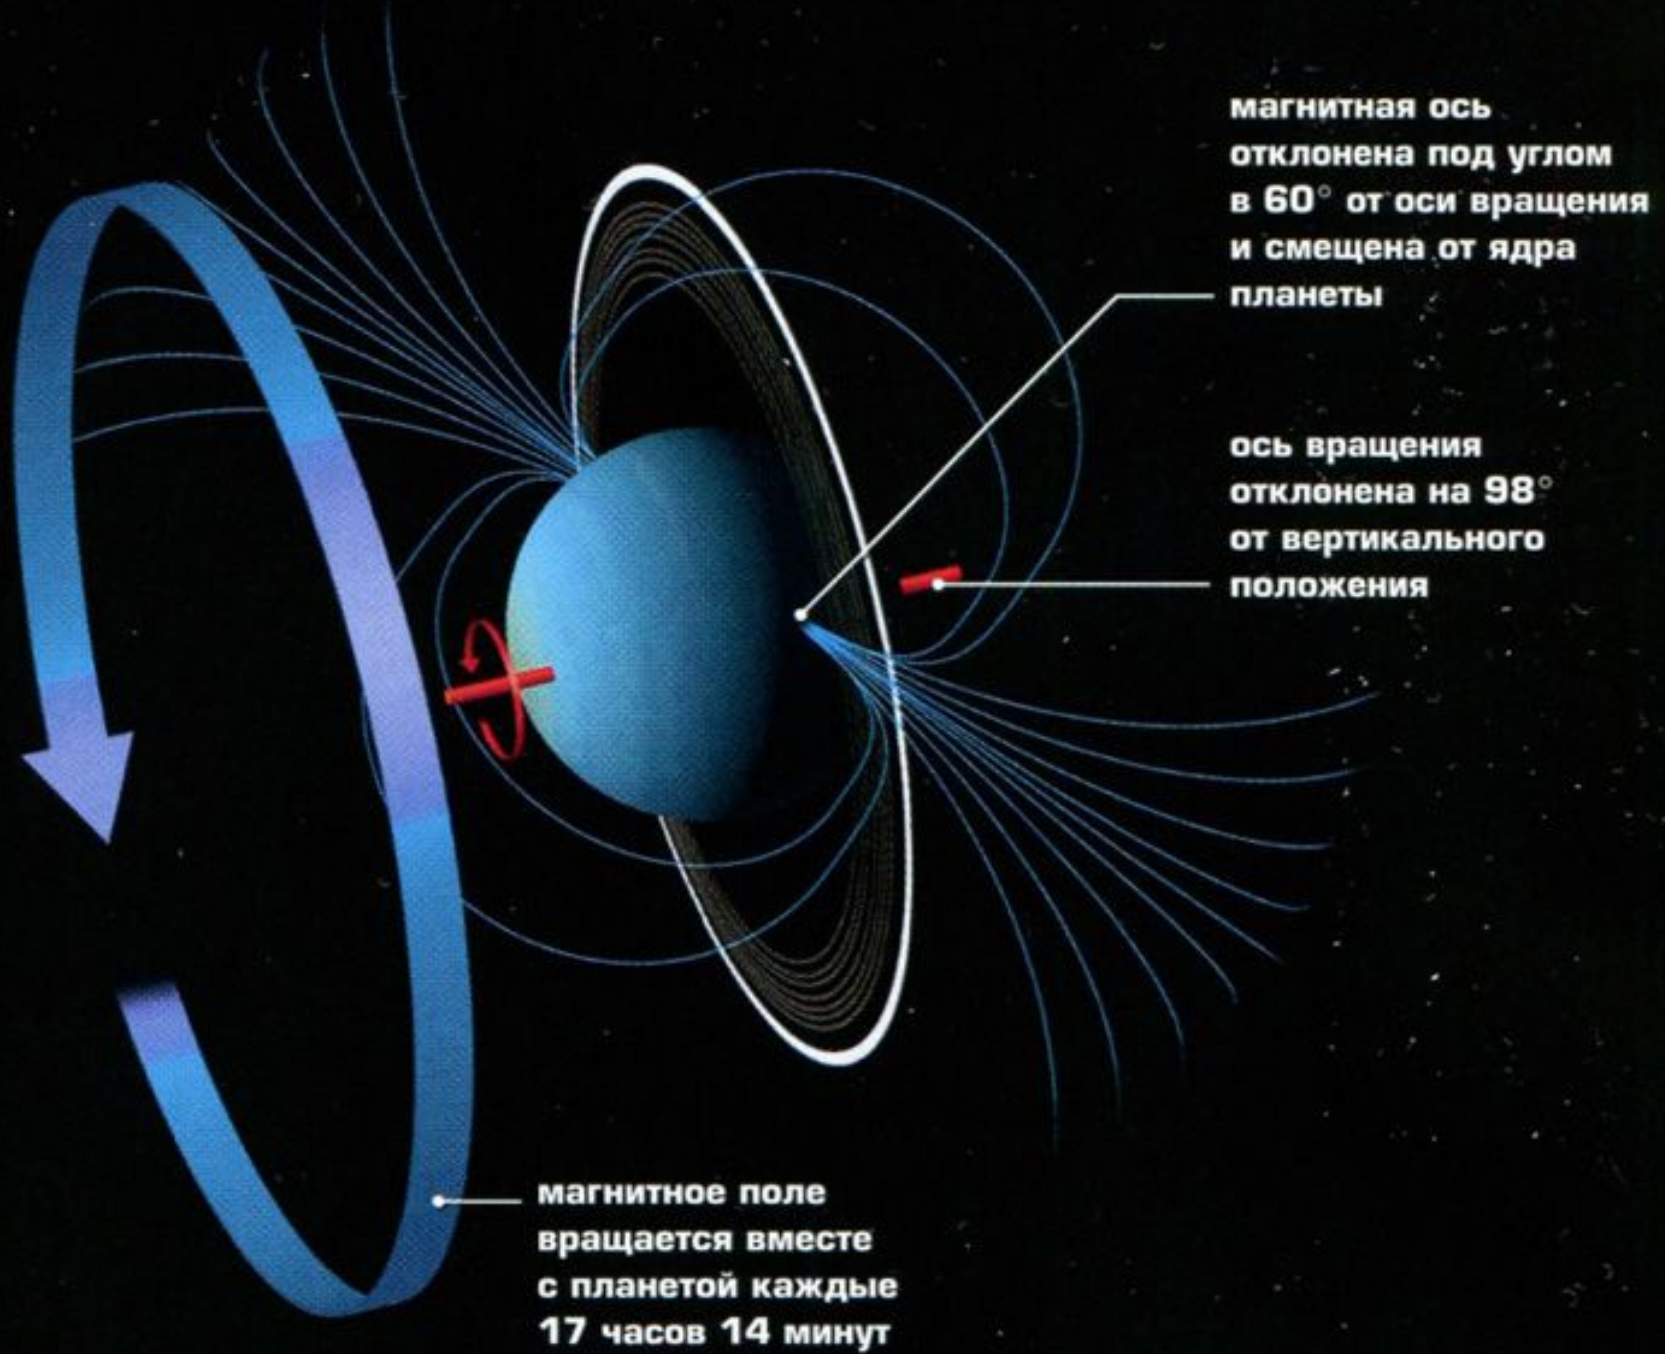 магнитная ось
отклонена под углом
в 60° от оси вращения
и смещена от ядра
планеты
ось вращения
отклонена на 98°
от вертикального
положения
магнитное поле
вращается вместе
с планетой каждые
17 часов 14 минут